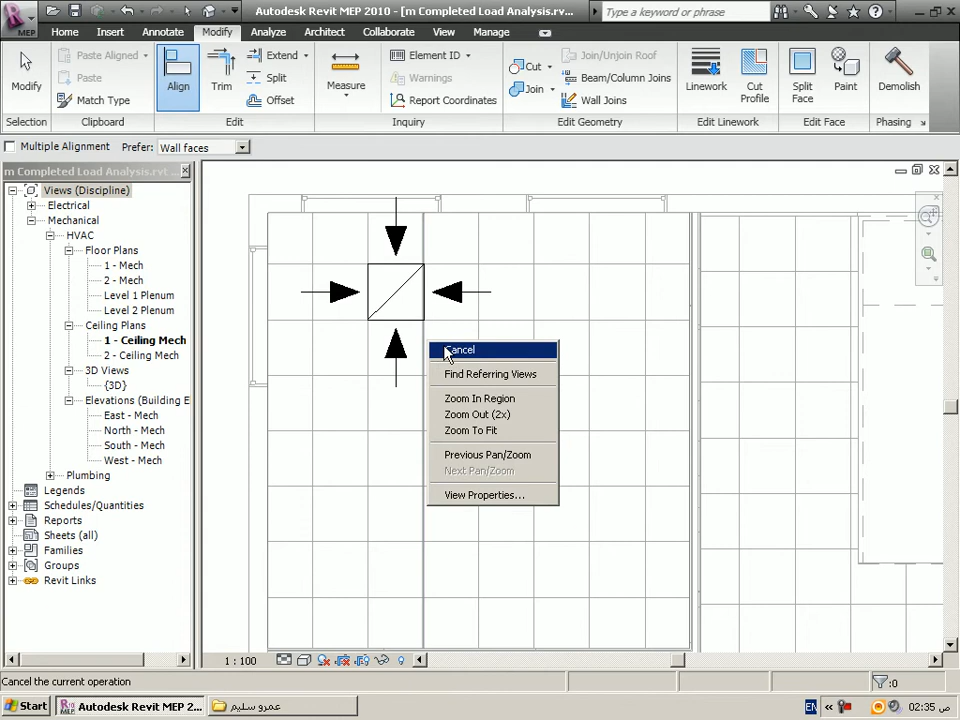 Autodesk Revit MEP 2010 - [m Completed Load Analysis.rv...
Type a keyword or phrase
MEP
Home Insert Annotate Modify Analyze Architect Collaborate View Manage
Modify
Selection
Paste Aligned
Paste
Match Type
Clipboard
Align
Trim
Extend
Split
Offset
Edit
Measure
Element ID
Warnings
Report Coordinates
Inquiry
Cut
Join
Join/Unjoin Roof
Beam/Column Joins
Wall Joins
Edit Geometry
Linework
Cut Profile
Edit Linework
Split Face
Paint
Edit Face
Demolish
Phasing
Multiple Alignment Prefer: Wall faces
m Completed Load Analysis.rvt
Views (Discipline)
Electrical
Mechanical
HVAC
Floor Plans
1 - Mech
2 - Mech
Level 1 Plenum
Level 2 Plenum
Ceiling Plans
1 - Ceiling Mech
2 - Ceiling Mech
3D Views
{3D}
Elevations (Building E
East - Mech
North - Mech
South - Mech
West - Mech
Plumbing
Legends
Schedules/Quantities
Reports
Sheets (all)
Families
Groups
Revit Links
Cancel
Find Referring Views
Zoom In Region
Zoom Out (2x)
Zoom To Fit
Previous Pan/Zoom
Next Pan/Zoom
View Properties...
1 : 100
Cancel the current operation
:0
Start
Autodesk Revit MEP 2...
عمرو سليم
EN
02:35 ص